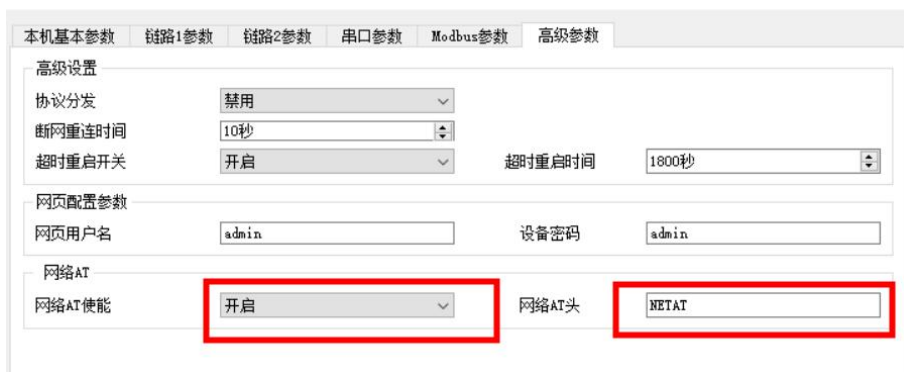 本机基本参数 链路1参数 链路2参数 串口参数 Modbus参数 高级参数
高级设置
协议分发 禁用
断网重连时间 10秒
超时重启开关 开启 超时重启时间 1800秒
网页配置参数
网页用户名 admin 设备密码 admin
网络AT
网络AT使能 开启 网络AT头 NETAT